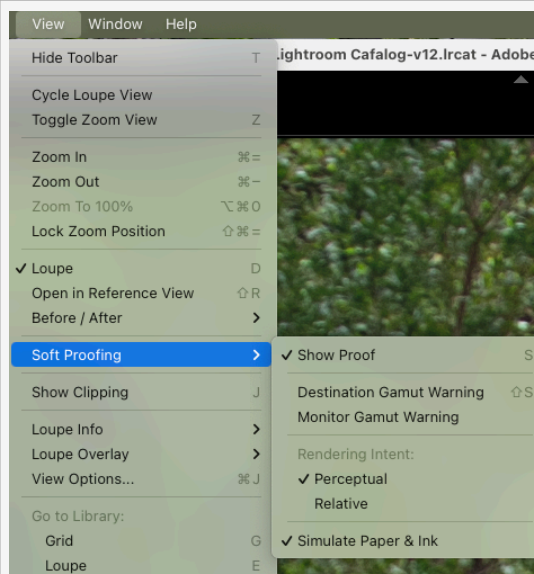 View Window Help
Hide Toolbar T
Lightroom Cafalog-v12.lrcat - Adobe
Cycle Loupe View
Toggle Zoom View Z
Zoom In ⌘=
Zoom Out ⌘−
Zoom To 100% ⌥⌘0
Lock Zoom Position ⇧⌘=
✓ Loupe D
Open in Reference View ⇧R
Before / After >
Soft Proofing >
✓ Show Proof S
Show Clipping J
Destination Gamut Warning ⇧S
Monitor Gamut Warning
Loupe Info >
Loupe Overlay >
View Options... ⌘J
Rendering Intent:
✓ Perceptual
Relative
Go to Library:
Grid G
✓ Simulate Paper & Ink
Loupe E